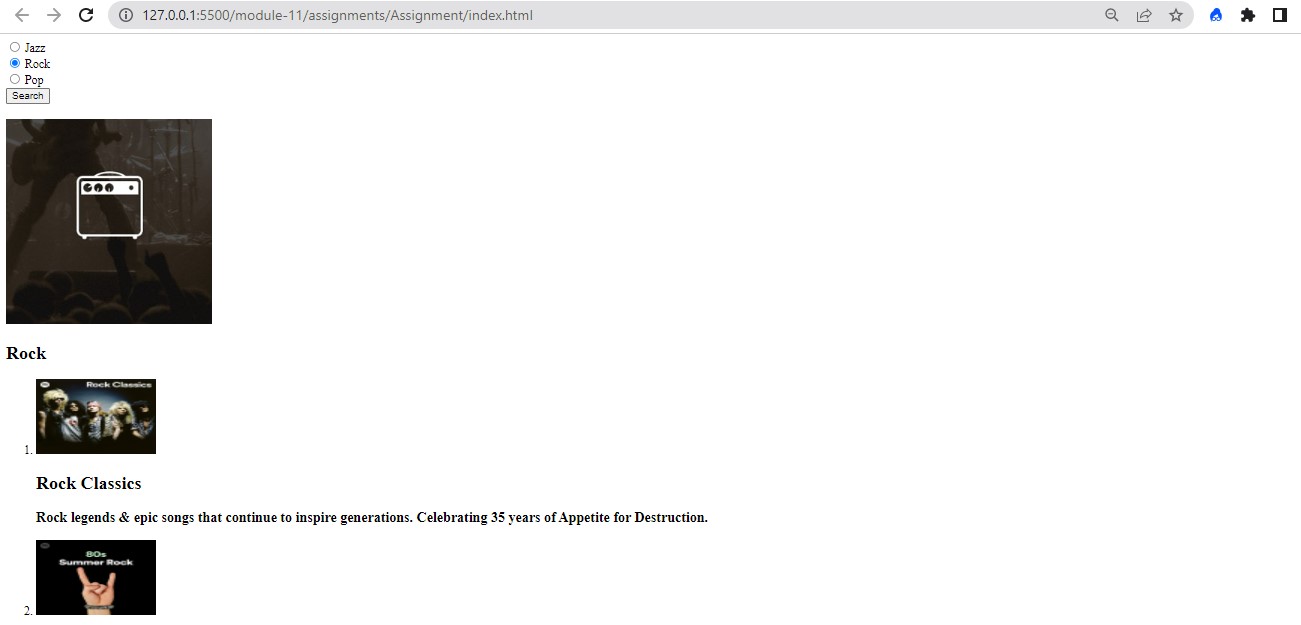 127.0.0.1:5500/module-11/assignments/Assignment/index.html
Jazz
Rock
Pop
Search
Rock
Rock Classics
1.
Rock Classics
Rock legends & epic songs that continue to inspire generations. Celebrating 35 years of Appetite for Destruction.
80s
Summer Rock
2.